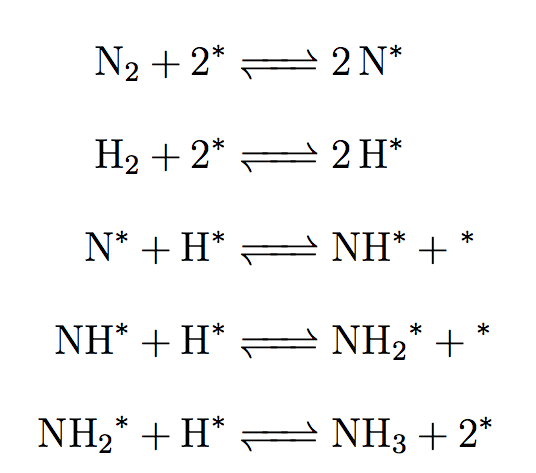 N₂ + 2* ⇌ 2 N*
H₂ + 2* ⇌ 2 H*
N* + H* ⇌ NH* + *
NH* + H* ⇌ NH₂* + *
NH₂* + H* ⇌ NH₃ + 2*